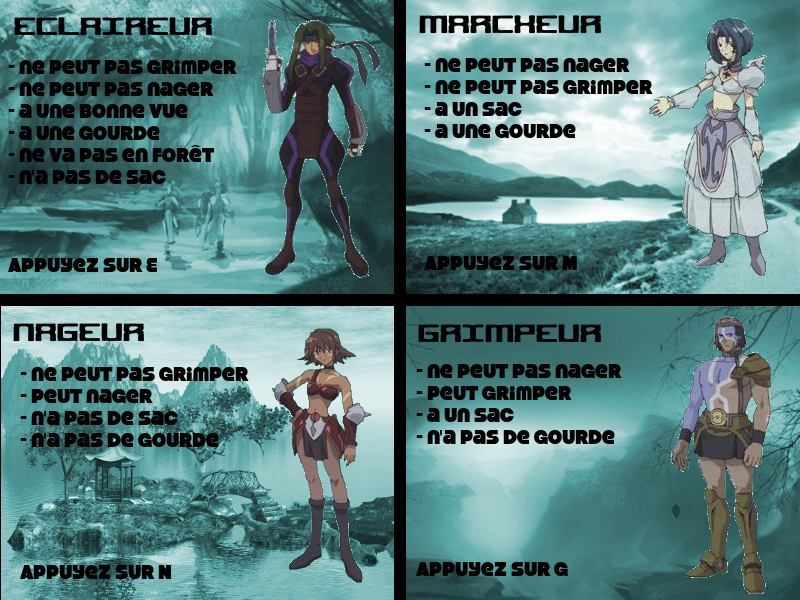 ECLAIREUR
- ne peut pas grimper
- ne peut pas nager
- a une bonne vue
- a une gourde
- ne va pas en forêt
- n'a pas de sac
Appuyez sur E
MARCHEUR
- ne peut pas nager
- ne peut pas grimper
- a un sac
- a une gourde
Appuyez sur M
NAGEUR
- ne peut pas grimper
- peut nager
- n'a pas de sac
- n'a pas de gourde
Appuyez sur N
GRIMPEUR
- ne peut pas nager
- peut grimper
- a un sac
- n'a pas de gourde
Appuyez sur G